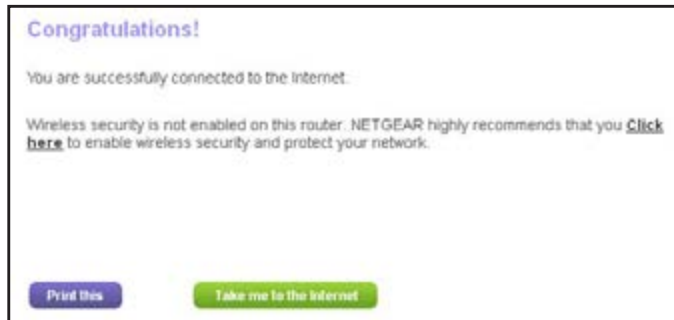 Congratulations!
You are successfully connected to the Internet.
Wireless security is not enabled on this router. NETGEAR highly recommends that you Click
here to enable wireless security and protect your network.
Print this
Take me to the Internet